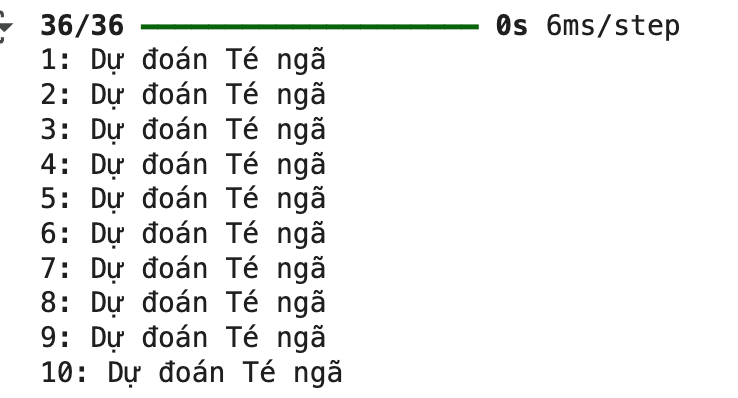 36/36 ━━━━━━━━━━━━━━━━━━━━ 0s 6ms/step
1: Dự đoán Té ngã
2: Dự đoán Té ngã
3: Dự đoán Té ngã
4: Dự đoán Té ngã
5: Dự đoán Té ngã
6: Dự đoán Té ngã
7: Dự đoán Té ngã
8: Dự đoán Té ngã
9: Dự đoán Té ngã
10: Dự đoán Té ngã